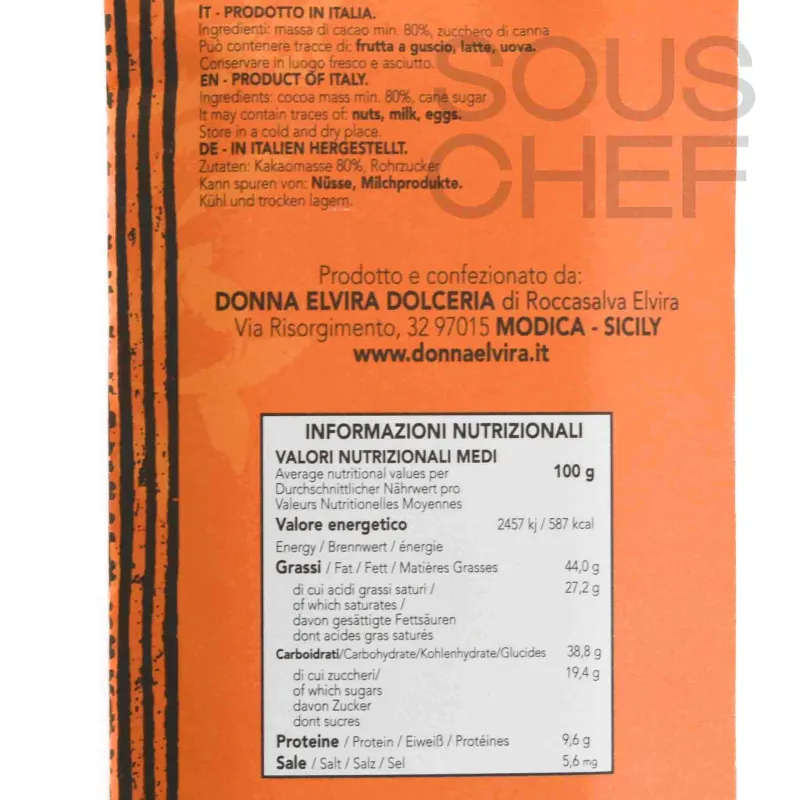 IT - PRODOTTO IN ITALIA.
Ingredienti: massa di cacao min. 80%, zucchero di canna
Può contenere tracce di: frutta a guscio, latte, uova.
Conservare in luogo fresco e asciutto.
EN - PRODUCT OF ITALY.
Ingredients: cocoa mass min. 80%, cane sugar
It may contain traces of: nuts, milk, eggs.
Store in a cold and dry place.
DE - IN ITALIEN HERGESTELLT.
Zutaten: Kakaomasse 80%, Rohrzucker
Kann spuren von: Nüsse, Milchprodukte.
Kühl und trocken lagern.
SOUS
CHEF
Prodotto e confezionato da:
DONNA ELVIRA DOLCERIA di Roccasalva Elvira
Via Risorgimento, 32 97015 MODICA - SICILY
www.donnaelvira.it
INFORMAZIONI NUTRIZIONALI
VALORI NUTRIZIONALI MEDI
Average nutritional values per 100 g
Durchschnittlicher Nährwert pro
Valeurs Nutritionelles Moyennes
Valore energetico 2457 kj / 587 kcal
Energy / Brennwert / énergie
Grassi / Fat / Fett / Matières Grasses 44,0 g
di cui acidi grassi saturi / 27,2 g
of which saturates /
davon gesättigte Fettsäuren
dont acides gras saturés
Carboidrati/Carbohydrate/Kohlenhydrate/Glucides 38,8 g
di cui zuccheri/ 19,4 g
of which sugars
davon Zucker
dont sucres
Proteine / Protein / Eiweiß / Protéines 9,6 g
Sale / Salt / Salz / Sel 5,6 mg